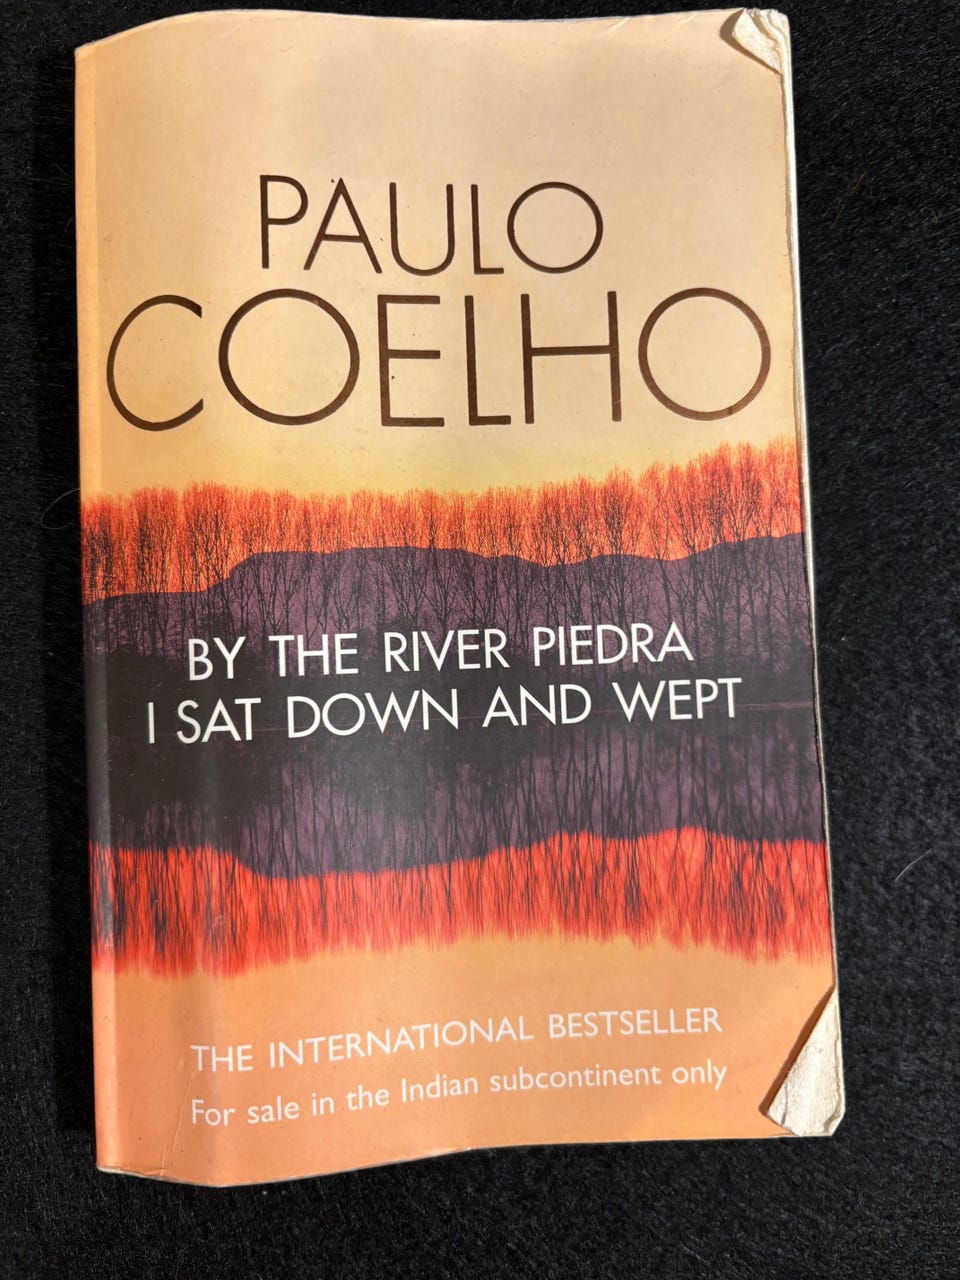 PAULO
COELHO
BY THE RIVER PIEDRA
I SAT DOWN AND WEPT
THE INTERNATIONAL BESTSELLER
For sale in the Indian subcontinent only